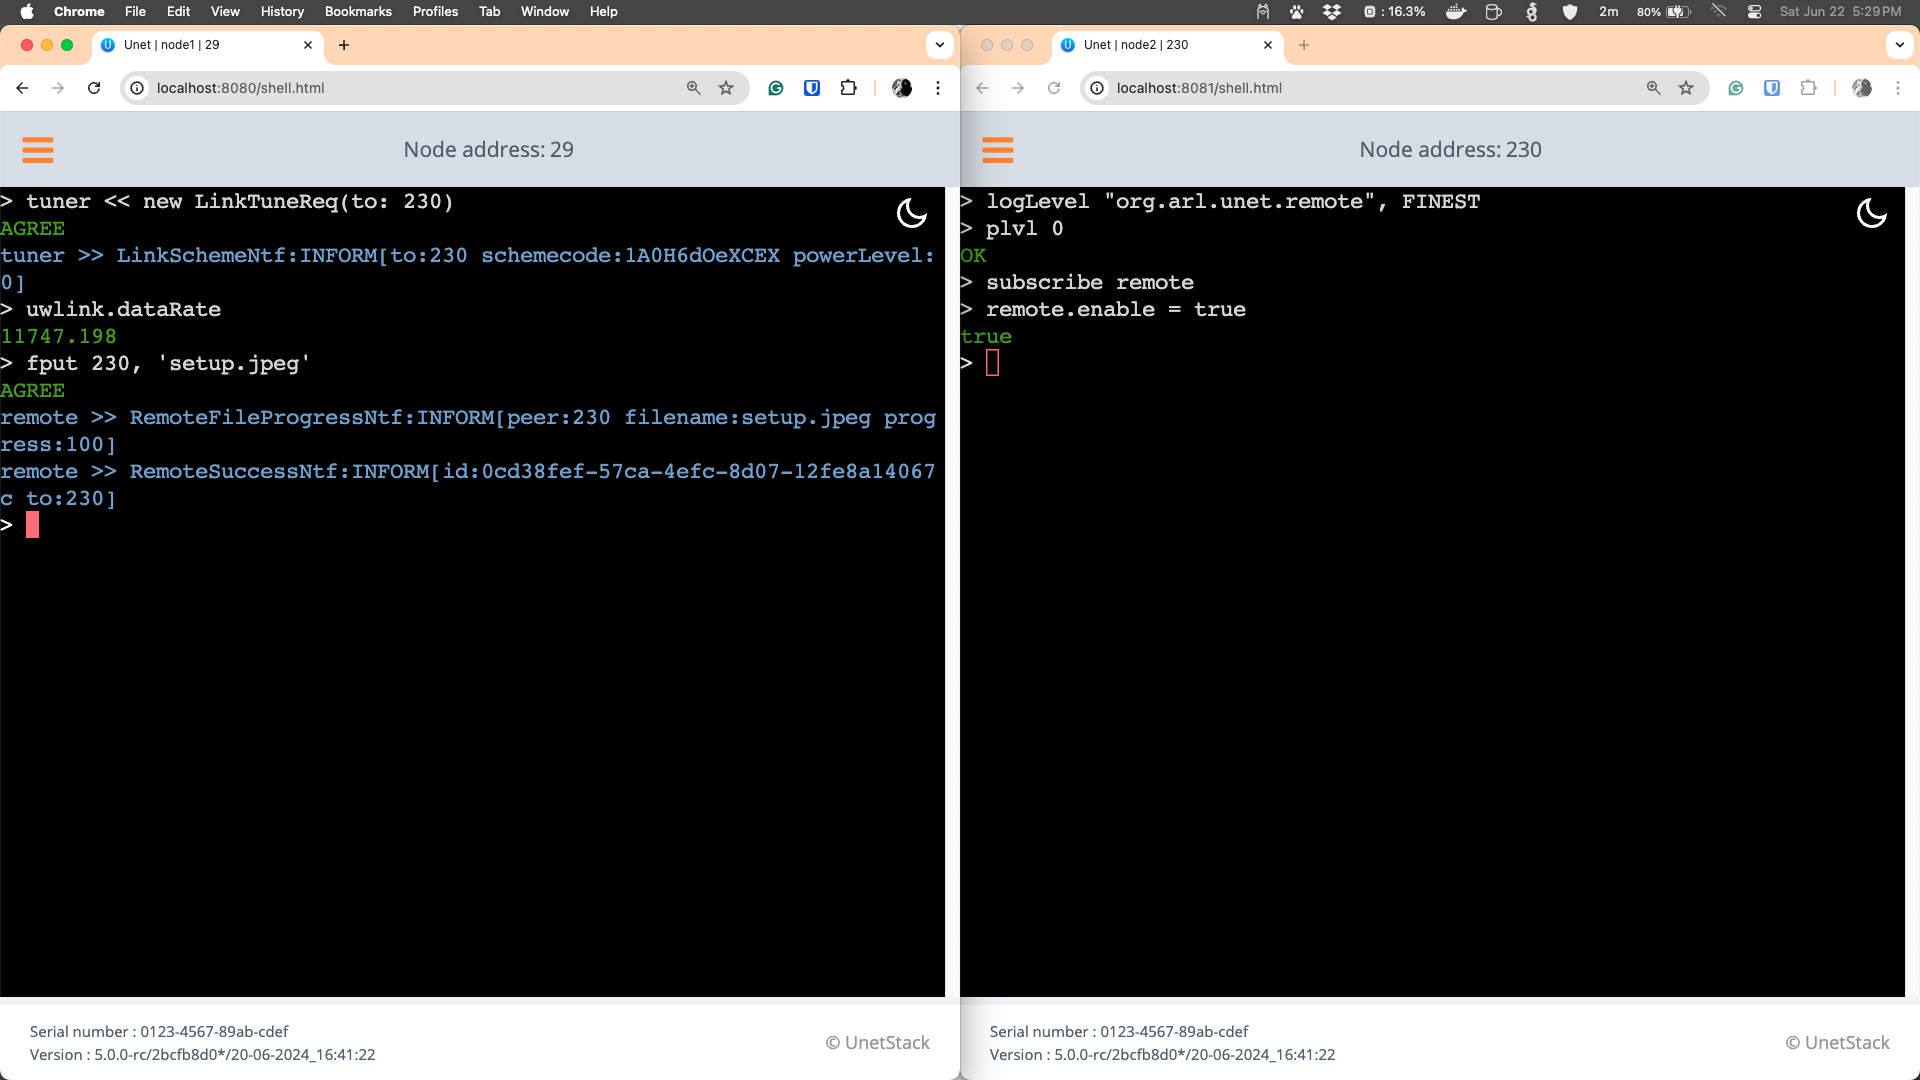 Chrome File Edit View History Bookmarks Profiles Tab Window Help : 16.3% 2m 80% Sat Jun 22 5:29 PM
Unet | node1 | 29
localhost:8080/shell.html
Node address: 29
> tuner << new LinkTuneReq(to: 230)
AGREE
tuner >> LinkSchemeNtf:INFORM[to:230 schemecode:1A0H6dOeXCEX powerLevel:
0]
> uwlink.dataRate
11747.198
> fput 230, 'setup.jpeg'
AGREE
remote >> RemoteFileProgressNtf:INFORM[peer:230 filename:setup.jpeg prog
ress:100]
remote >> RemoteSuccessNtf:INFORM[id:0cd38fef-57ca-4efc-8d07-12fe8a14067
c to:230]
>
Serial number : 0123-4567-89ab-cdef
Version : 5.0.0-rc/2bcfb8d0*/20-06-2024_16:41:22
© UnetStack
Unet | node2 | 230
localhost:8081/shell.html
Node address: 230
> logLevel "org.arl.unet.remote", FINEST
> plvl 0
OK
> subscribe remote
> remote.enable = true
true
>
Serial number : 0123-4567-89ab-cdef
Version : 5.0.0-rc/2bcfb8d0*/20-06-2024_16:41:22
© UnetStack